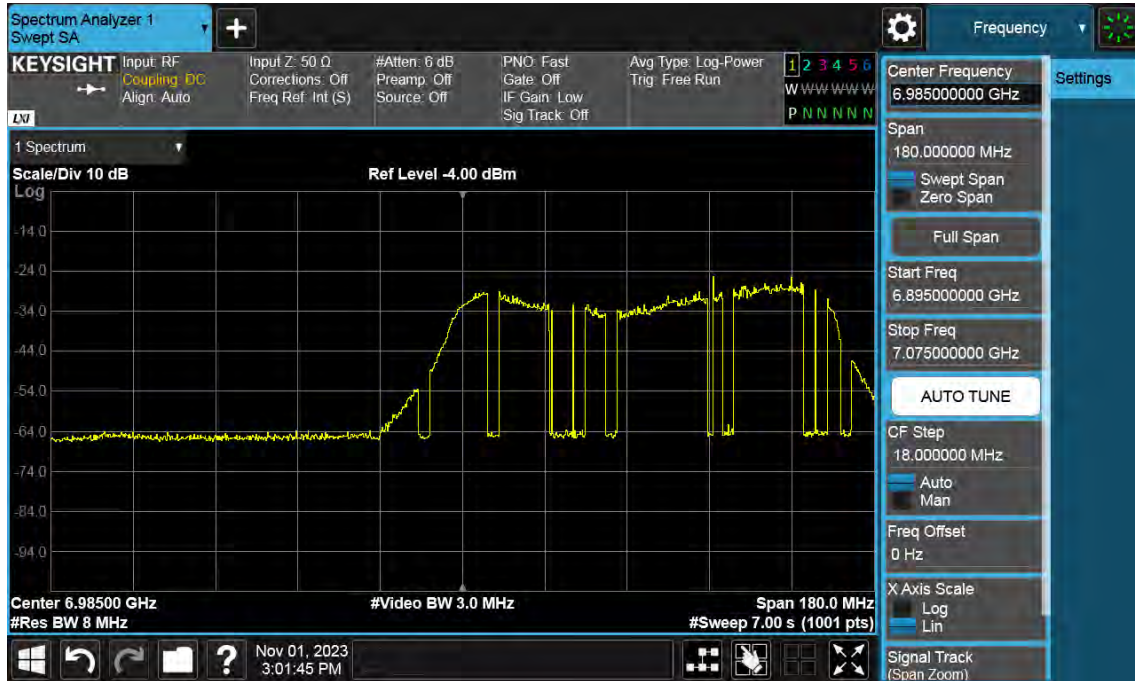 Spectrum Analyzer 1
Swept SA
Frequency
KEYSIGHT
Input: RF
Coupling: DC
Align: Auto
Input Z: 50 Ω
Corrections: Off
Freq Ref: Int (S)
#Atten: 6 dB
Preamp: Off
Source: Off
PNO: Fast
Gate: Off
IF Gain: Low
Sig Track: Off
Avg Type: Log-Power
Trig: Free Run
1 2 3 4 5 6
W W W W W W
P N N N N N
LXI
1 Spectrum
Scale/Div 10 dB
Ref Level -4.00 dBm
Log
-14.0
-24.0
-34.0
-44.0
-54.0
-64.0
-74.0
-84.0
-94.0
Center 6.98500 GHz
#Video BW 3.0 MHz
Span 180.0 MHz
#Res BW 8 MHz
#Sweep 7.00 s (1001 pts)
?
Nov 01, 2023
3:01:45 PM
Center Frequency
6.985000000 GHz
Settings
Span
180.000000 MHz
Swept Span
Zero Span
Full Span
Start Freq
6.895000000 GHz
Stop Freq
7.075000000 GHz
AUTO TUNE
CF Step
18.000000 MHz
Auto
Man
Freq Offset
0 Hz
X Axis Scale
Log
Lin
Signal Track
(Span Zoom)